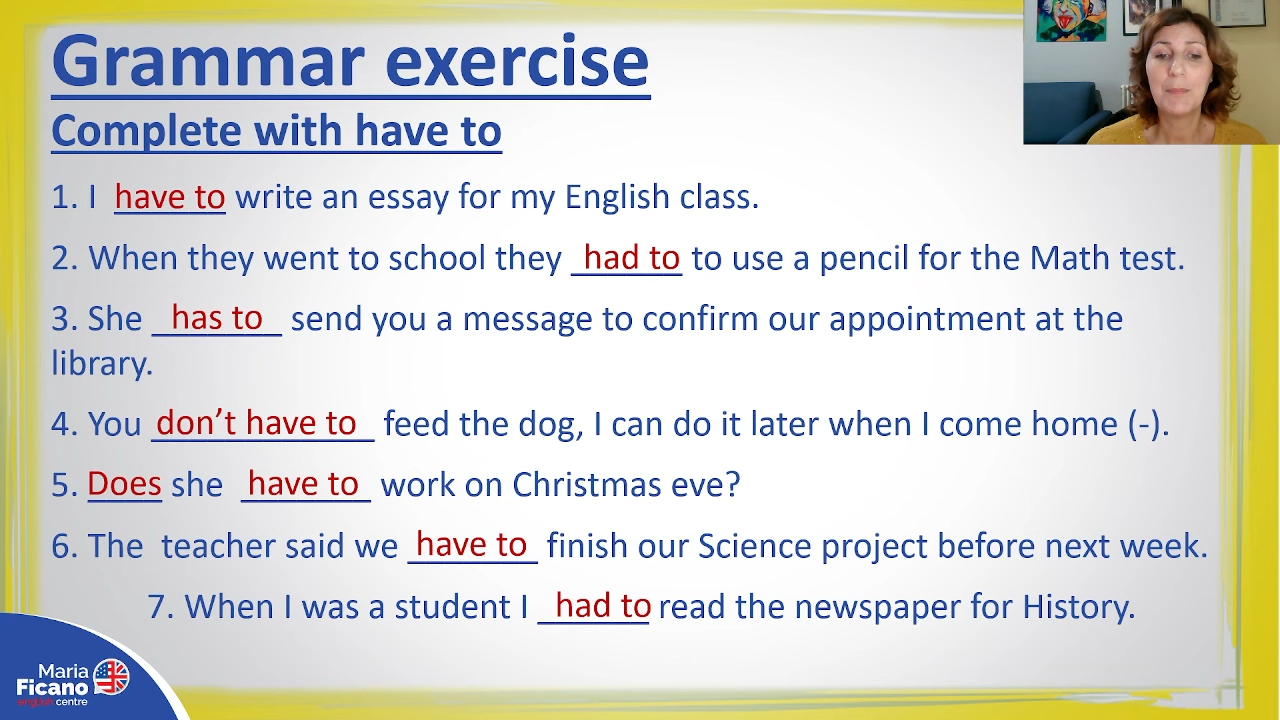 Grammar exercise
Complete with have to
1. I have to write an essay for my English class.
2. When they went to school they had to to use a pencil for the Math test.
3. She has to send you a message to confirm our appointment at the
library.
4. You don’t have to feed the dog, I can do it later when I come home (-).
5. Does she have to work on Christmas eve?
6. The teacher said we have to finish our Science project before next week.
7. When I was a student I had to read the newspaper for History.
Maria
Ficano
english centre